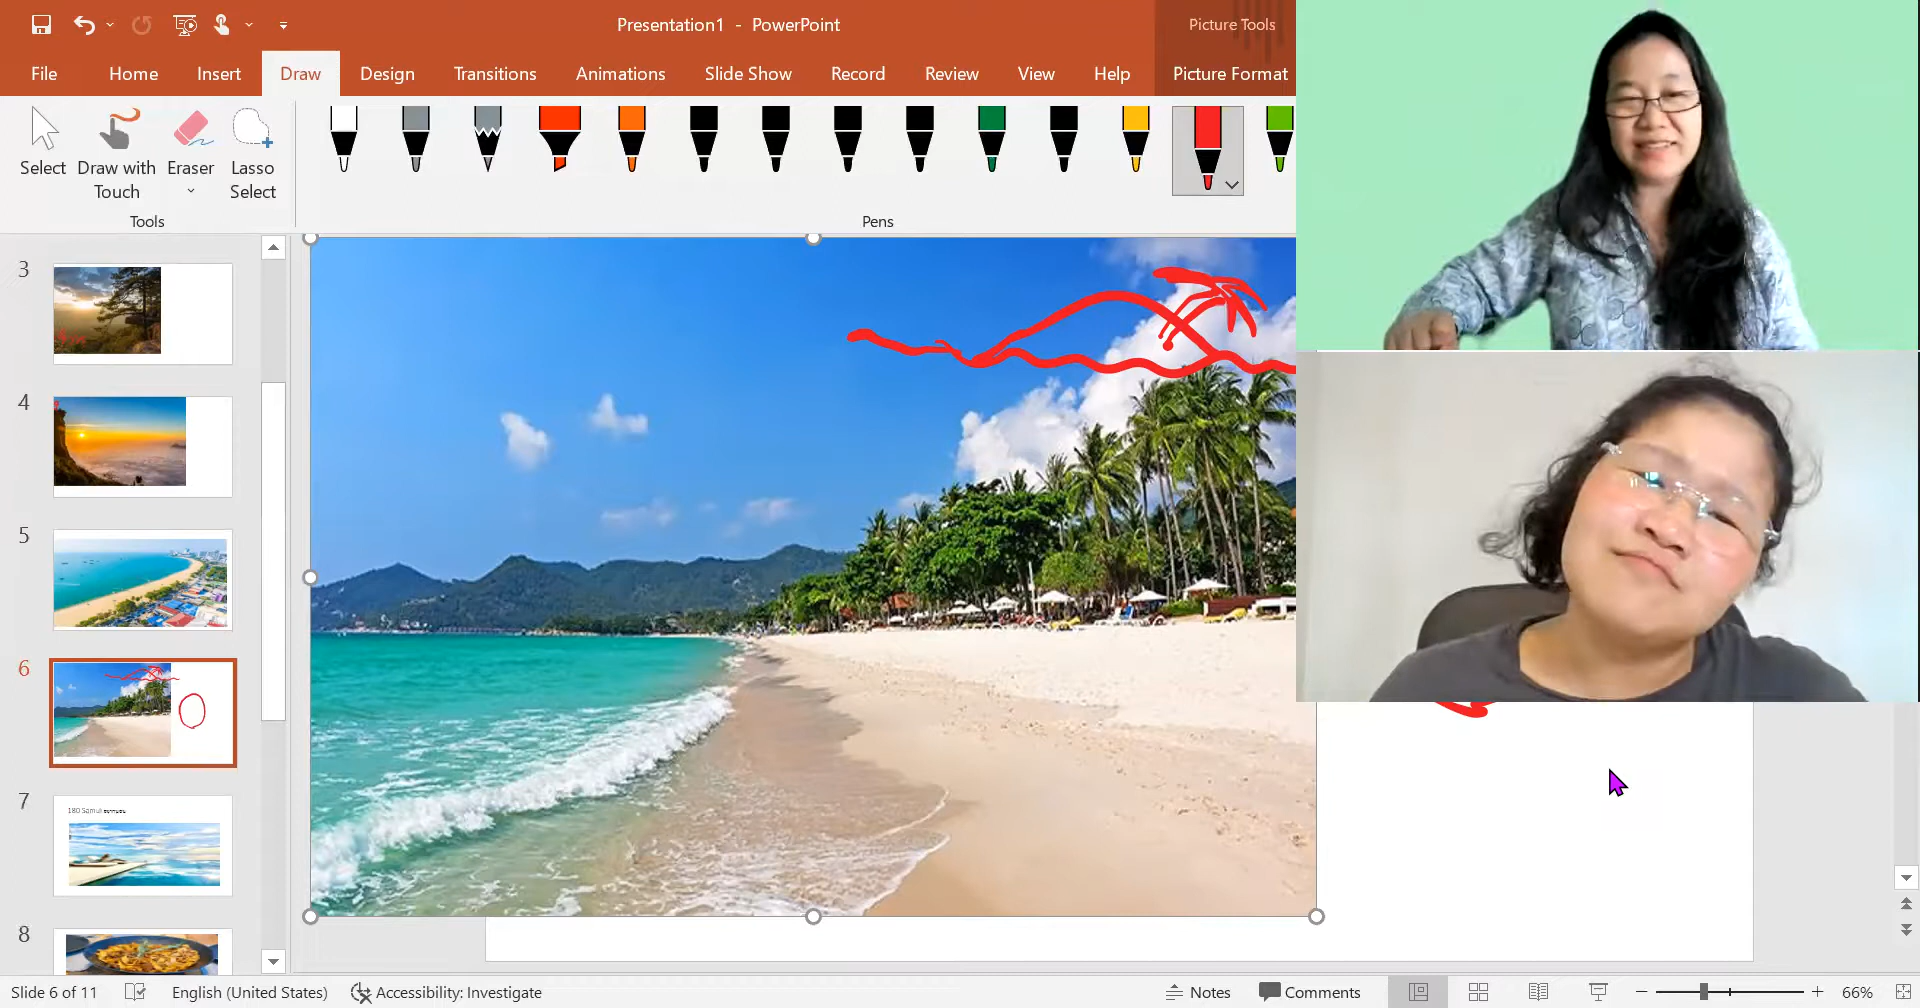 Presentation1 - PowerPoint
Picture Tools
File Home Insert Draw Design Transitions Animations Slide Show Record Review View Help Picture Format
Select
Draw with Touch
Eraser
Lasso Select
Tools
Pens
3
4
5
6
7
180 Samui
8
Slide 6 of 11 English (United States) Accessibility: Investigate Notes Comments 66%